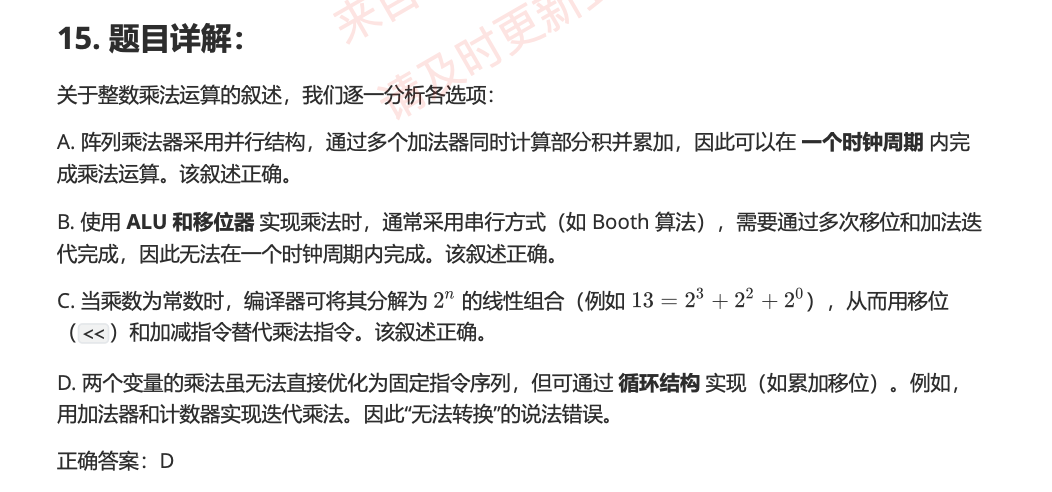 15. 题目详解：
来自
请及时更新
关于整数乘法运算的叙述，我们逐一分析各选项：
A. 阵列乘法器采用并行结构，通过多个加法器同时计算部分积并累加，因此可以在 一个时钟周期 内完
成乘法运算。该叙述正确。
B. 使用 ALU 和移位器 实现乘法时，通常采用串行方式（如 Booth 算法），需要通过多次移位和加法迭
代完成，因此无法在一个时钟周期内完成。该叙述正确。
C. 当乘数为常数时，编译器可将其分解为 2ⁿ 的线性组合（例如 13 = 2³ + 2² + 2⁰），从而用移位
（<<）和加减指令替代乘法指令。该叙述正确。
D. 两个变量的乘法虽无法直接优化为固定指令序列，但可通过 循环结构 实现（如累加移位）。例如，
用加法器和计数器实现迭代乘法。因此“无法转换”的说法错误。
正确答案：D